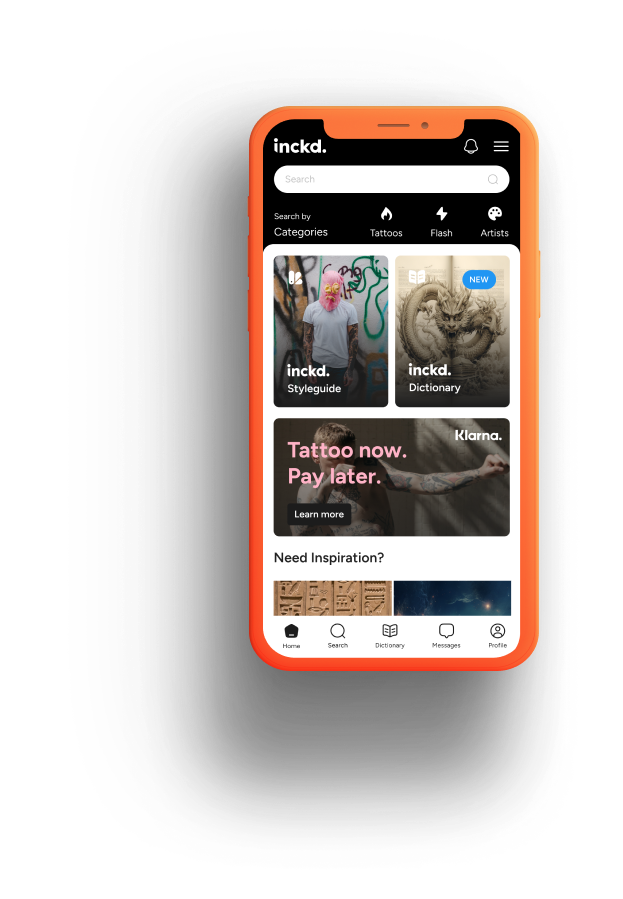 inckd.
Search
Search by
Categories
Tattoos
Flash
Artists
NEW
inckd.
Styleguide
inckd.
Dictionary
Klarna.
Tattoo now.
Pay later.
Learn more
Need Inspiration?
Home
Search
Dictionary
Messages
Profile